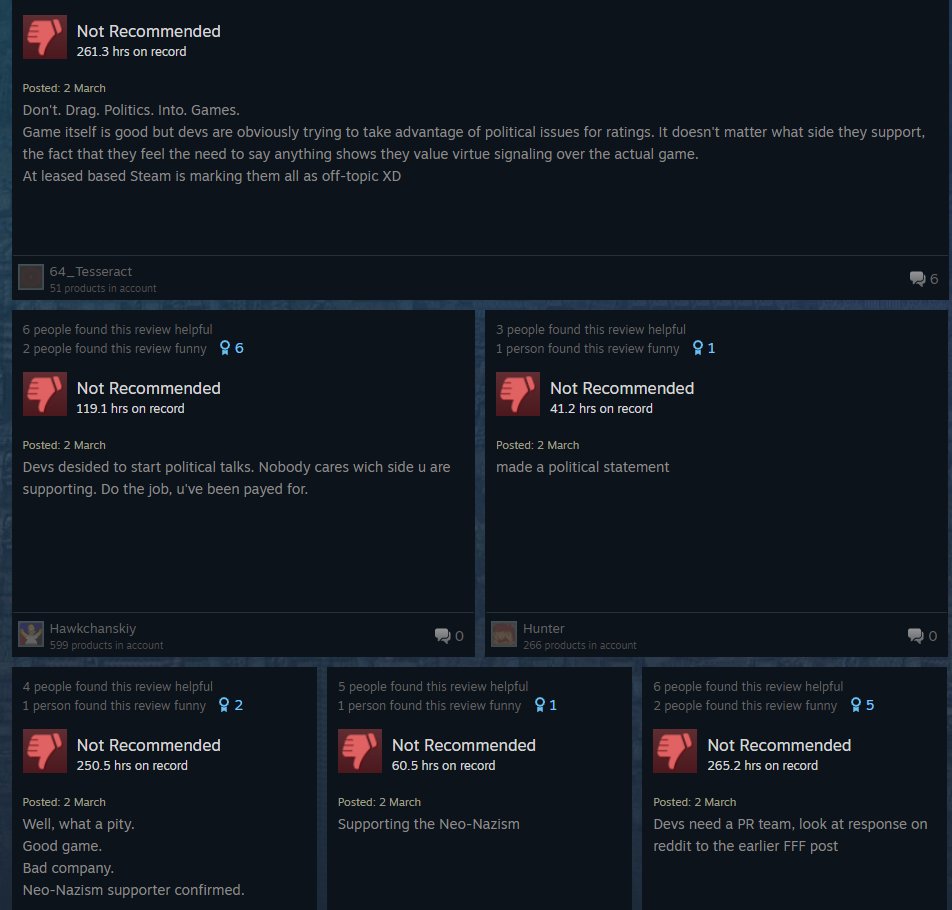 Not Recommended
261.3 hrs on record
Posted: 2 March
Don't. Drag. Politics. Into. Games.
Game itself is good but devs are obviously trying to take advantage of political issues for ratings. It doesn't matter what side they support,
the fact that they feel the need to say anything shows they value virtue signaling over the actual game.
At leased based Steam is marking them all as off-topic XD
64_Tesseract
51 products in account
6
6 people found this review helpful
2 people found this review funny 6
Not Recommended
119.1 hrs on record
Posted: 2 March
Devs desided to start political talks. Nobody cares wich side u are
supporting. Do the job, u've been payed for.
Hawkchanskiy
599 products in account
0
3 people found this review helpful
1 person found this review funny 1
Not Recommended
41.2 hrs on record
Posted: 2 March
made a political statement
Hunter
266 products in account
0
4 people found this review helpful
1 person found this review funny 2
Not Recommended
250.5 hrs on record
Posted: 2 March
Well, what a pity.
Good game.
Bad company.
Neo-Nazism supporter confirmed.
5 people found this review helpful
1 person found this review funny 1
Not Recommended
60.5 hrs on record
Posted: 2 March
Supporting the Neo-Nazism
6 people found this review helpful
2 people found this review funny 5
Not Recommended
265.2 hrs on record
Posted: 2 March
Devs need a PR team, look at response on
reddit to the earlier FFF post